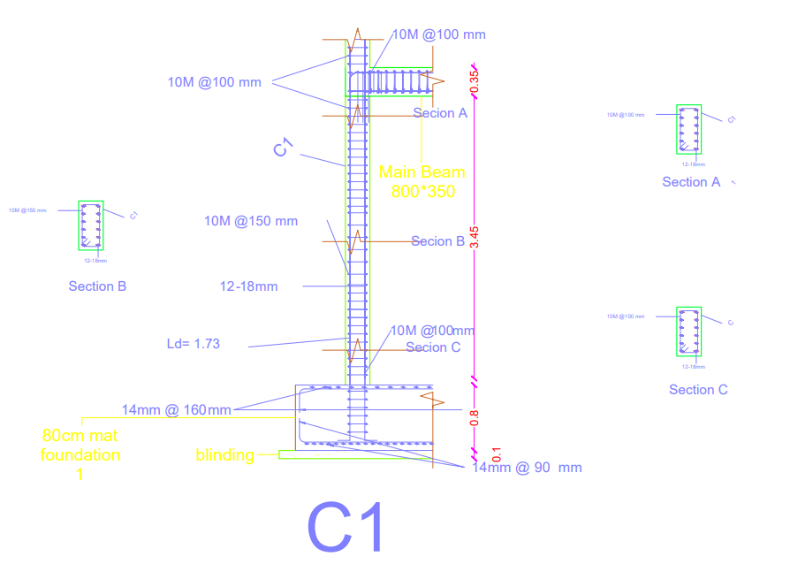 10M @100 mm
10M @100 mm
0.35
Secion A
10M @100 mm
C1
12-18mm
Section A
C1
Main Beam
800*350
10M @150 mm
C1
12-18mm
Section B
10M @150 mm
Secion B
3.45
12-18mm
10M @100mm
Ld= 1.73
Secion C
10M @100 mm
C1
12-18mm
Section C
14mm @ 160mm
0.8
80cm mat
foundation
1
blinding
0.1
14mm @ 90 mm
C1